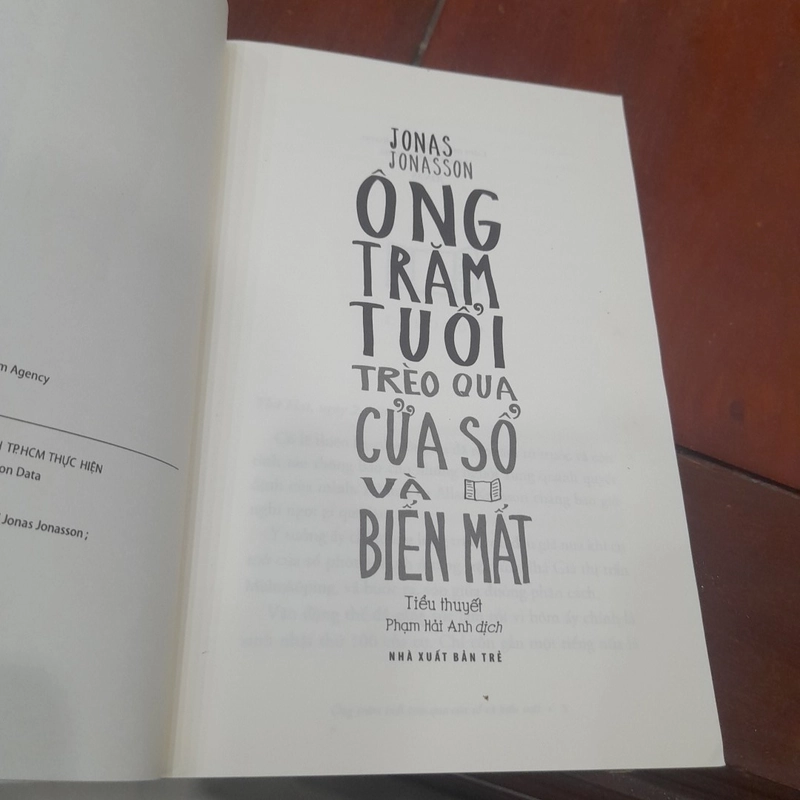 m Agency
TP.HCM THỰC HIỆN
on Data
Jonas Jonasson ;
JONAS
JONASSON
ÔNG
TRĂM
TUỔI
TRÈO QUA
CỬA SỔ
VÀ
BIẾN MẤT
Tiểu thuyết
Phạm Hải Anh dịch
NHÀ XUẤT BẢN TRẺ